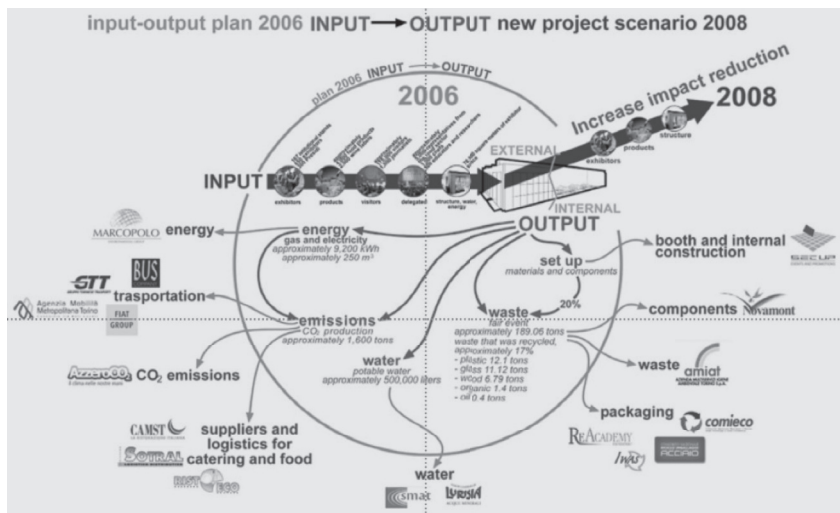 input-output plan 2006 INPUT OUTPUT new project scenario 2008
plan 2006 INPUT OUTPUT
2006
Increase impact reduction
2008
exhibitors
products
structure
EXTERNAL
INTERNAL
INPUT
exhibitors
products
visitors
delegated
structure, water,
energy
OUTPUT
MARCOPOLO
energy
energy
gas and electricity
approximately 9,200 kWh
approximately 250 m³
set up
materials and components
booth and internal
construction
SECUP
GTT
BUS
trasportation
Agenzia Mobilità
Metropolitana Torino
FIAT
GROUP
emissions
CO₂ production
approximately 1,600 tons
20%
waste
fair event
approximately 189.06 tons
waste that was recycled,
approximately 17%
- plastic 12.1 tons
- glass 11.12 tons
- wood 6.79 tons
- organic 1.4 tons
- oil 0.4 tons
components
Novamont
water
potable water
approximately 500,000 liters
AzzeroCO₂
CO₂ emissions
waste
amiat
packaging
comieco
REACADEMY
IWAS
ACCIRO
CAMST
SOTRAL
RISTECO
suppliers and
logistics for
catering and food
water
smat
LYRISIA